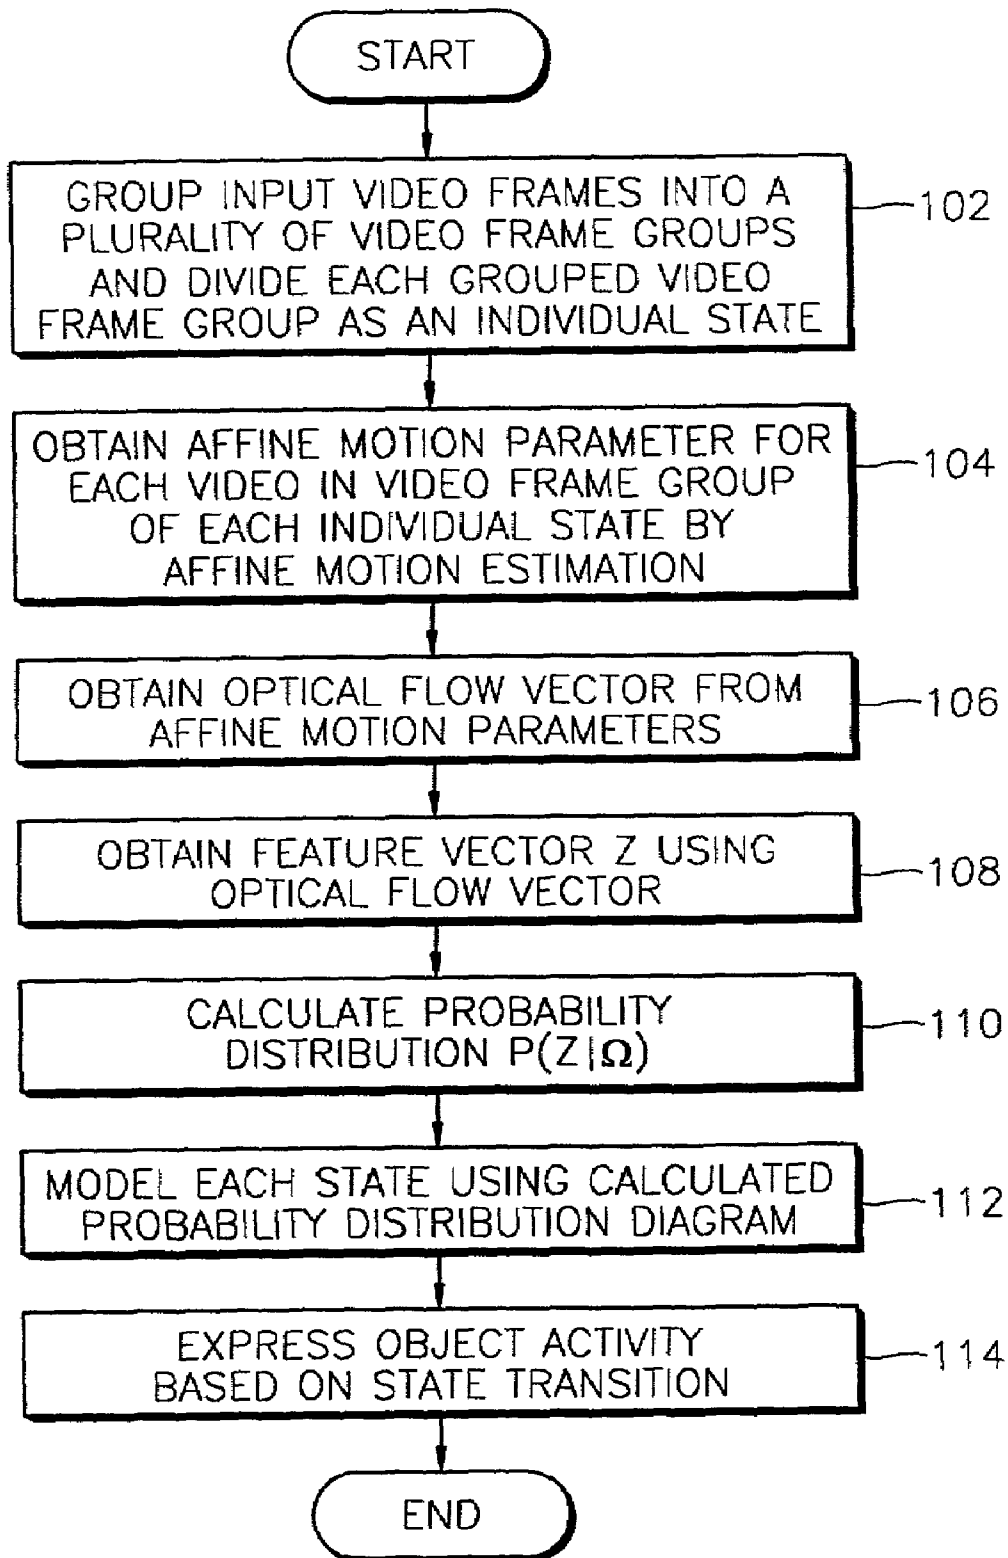 START
GROUP INPUT VIDEO FRAMES INTO A
PLURALITY OF VIDEO FRAME GROUPS
AND DIVIDE EACH GROUPED VIDEO
FRAME GROUP AS AN INDIVIDUAL STATE
102
OBTAIN AFFINE MOTION PARAMETER FOR
EACH VIDEO IN VIDEO FRAME GROUP
OF EACH INDIVIDUAL STATE BY
AFFINE MOTION ESTIMATION
104
OBTAIN OPTICAL FLOW VECTOR FROM
AFFINE MOTION PARAMETERS
106
OBTAIN FEATURE VECTOR Z USING
OPTICAL FLOW VECTOR
108
CALCULATE PROBABILITY
DISTRIBUTION P(Z|Ω)
110
MODEL EACH STATE USING CALCULATED
PROBABILITY DISTRIBUTION DIAGRAM
112
EXPRESS OBJECT ACTIVITY
BASED ON STATE TRANSITION
114
END